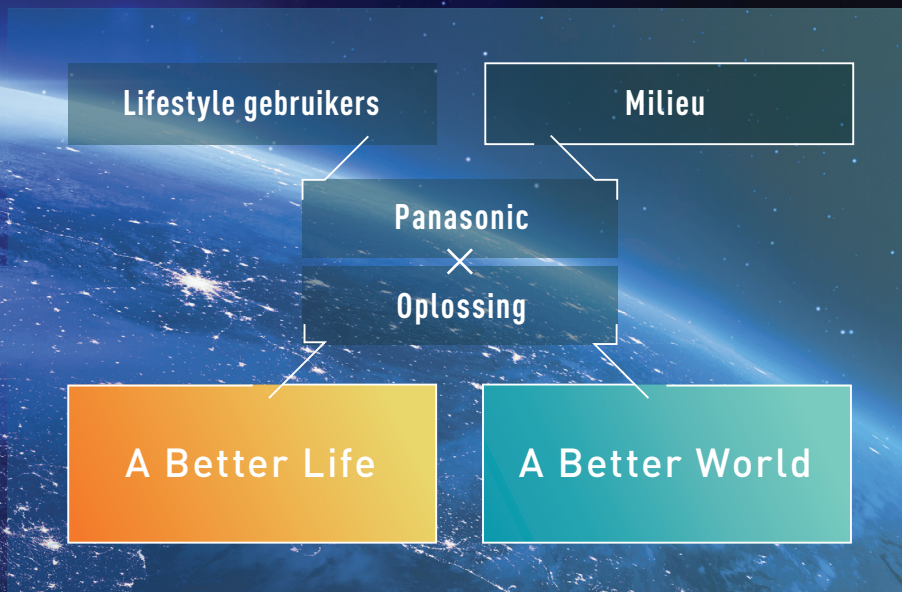 Lifestyle gebruikers
Milieu
Panasonic
×
Oplossing
A Better Life
A Better World